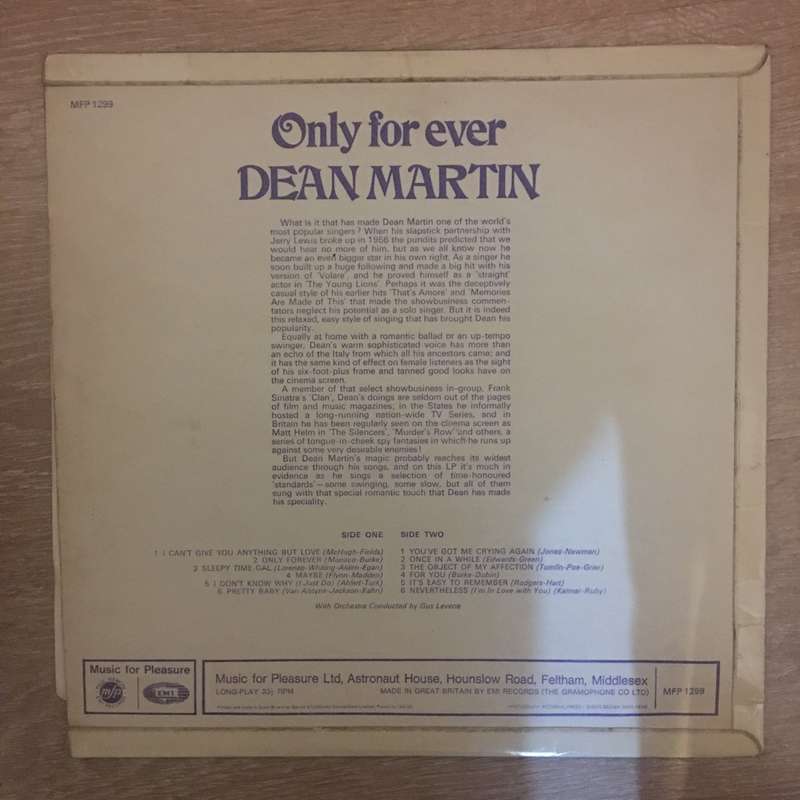 MFP 1299
Only for ever
DEAN MARTIN
What is it that has made Dean Martin one of the world's
most popular singers? When his slapstick partnership with
Jerry Lewis broke up in 1956 the pundits predicted that we
would hear no more of him, but as we all know now he
became an even bigger star in his own right. As a singer he
soon built up a huge following and made a big hit with his
version of 'Volare', and he proved himself as a 'straight'
actor in 'The Young Lions'. Perhaps it was the deceptively
casual style of his earlier hits 'That's Amore' and 'Memories
Are Made of This' that made the showbusiness commen-
tators neglect his potential as a solo singer. But it is indeed
this relaxed, easy style of singing that has brought Dean his
popularity.
Equally at home with a romantic ballad or an up-tempo
swinger, Dean's warm sophisticated voice has more than
an echo of the Italy from which all his ancestors came; and
it has the same kind of effect on female listeners as the sight
of his six-foot-plus frame and tanned good looks have on
the cinema screen.
A member of that select showbusiness in-group, Frank
Sinatra's 'Clan', Dean's doings are seldom out of the pages
of film and music magazines; in the States he informally
hosted a long-running nation-wide TV Series, and in
Britain he has been regularly seen on the cinema screen as
Matt Helm in 'The Silencers', 'Murder's Row' and others, a
series of tongue-in-cheek spy fantasies in which he runs up
against some very desirable enemies!
But Dean Martin's magic probably reaches its widest
audience through his songs, and on this LP it's much in
evidence as he sings a selection of time-honoured
'standards'—some swinging, some slow, but all of them
sung with that special romantic touch that Dean has made
his speciality.
SIDE ONE
1 I CAN'T GIVE YOU ANYTHING BUT LOVE (McHugh-Fields)
2 ONLY FOREVER (Monaco-Burke)
3 SLEEPY TIME GAL (Lorenzo-Whiting-Alden-Egan)
4 MAYBE (Flynn-Madden)
5 I DON'T KNOW WHY (I Just Do) (Ahlert-Turk)
6 PRETTY BABY (Van Alstyne-Jackson-Kahn)
SIDE TWO
1 YOU'VE GOT ME CRYING AGAIN (Jones-Newman)
2 ONCE IN A WHILE (Edwards-Green)
3 THE OBJECT OF MY AFFECTION (Tomlin-Poe-Grier)
4 FOR YOU (Burke-Dubin)
5 IT'S EASY TO REMEMBER (Rodgers-Hart)
6 NEVERTHELESS (I'm In Love with You) (Kalmar-Ruby)
With Orchestra Conducted by Gus Levene
Music for Pleasure
mfp
EMI
Music for Pleasure Ltd, Astronaut House, Hounslow Road, Feltham, Middlesex
LONG-PLAY 33⅓ RPM
MADE IN GREAT BRITAIN BY EMI RECORDS (THE GRAMOPHONE CO LTD)
MFP 1299